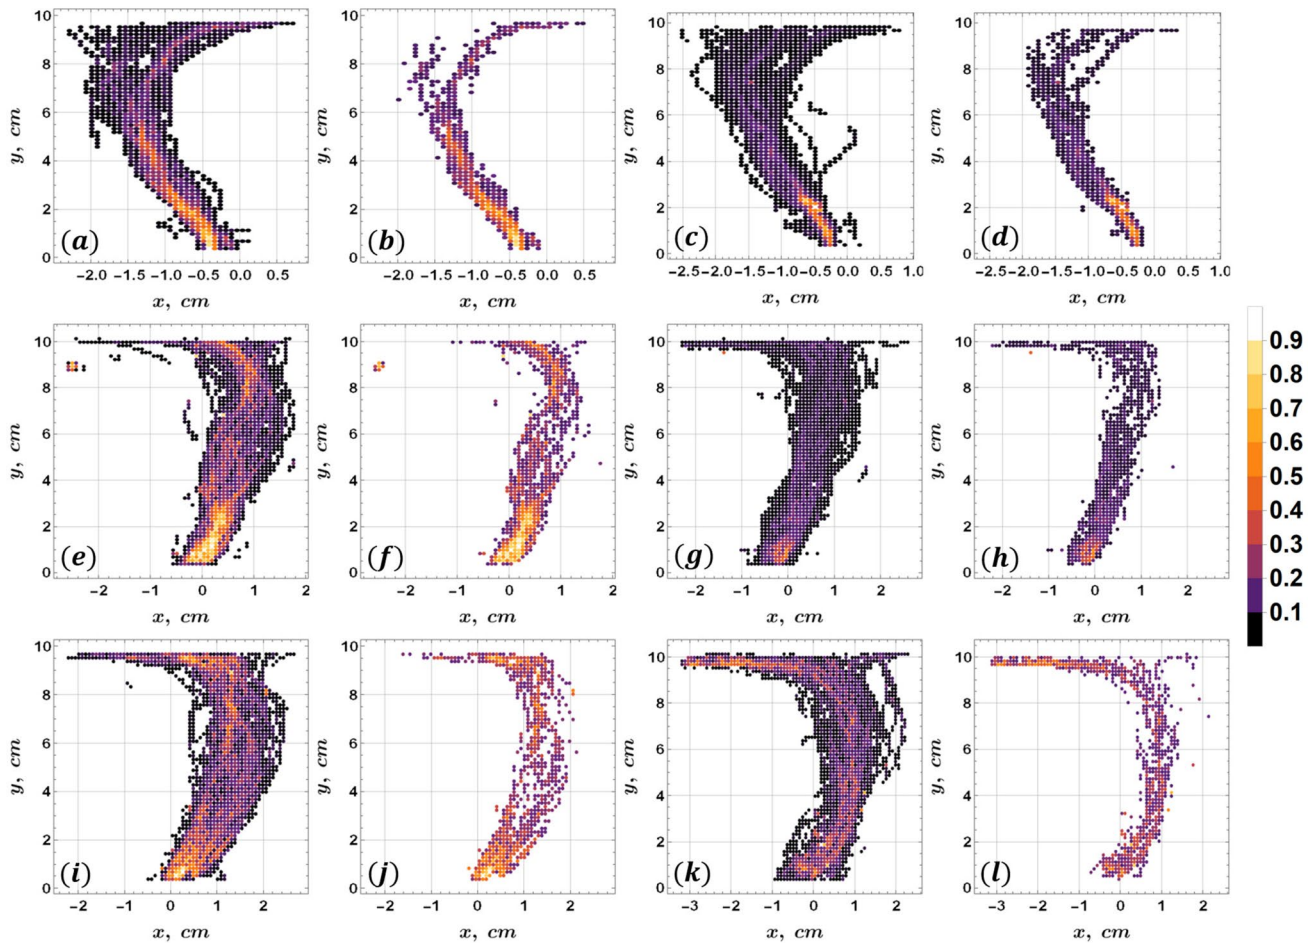 10
8
6
4
2
0
y, cm
(a)
-2.0 -1.5 -1.0 -0.5 0.0 0.5
x, cm
10
8
6
4
2
0
y, cm
(b)
-2.0 -1.5 -1.0 -0.5 0.0 0.5
x, cm
10
8
6
4
2
0
y, cm
(c)
-2.5 -2.0 -1.5 -1.0 -0.5 0.0 0.5 1.0
x, cm
10
8
6
4
2
0
y, cm
(d)
-2.5 -2.0 -1.5 -1.0 -0.5 0.0 0.5 1.0
x, cm
10
8
6
4
2
0
y, cm
(e)
-2 -1 0 1 2
x, cm
10
8
6
4
2
0
y, cm
(f)
-2 -1 0 1 2
x, cm
10
8
6
4
2
0
y, cm
(g)
-2 -1 0 1 2
x, cm
10
8
6
4
2
0
y, cm
(h)
-2 -1 0 1 2
x, cm
0.9
0.8
0.7
0.6
0.5
0.4
0.3
0.2
0.1
10
8
6
4
2
0
y, cm
(i)
-2 -1 0 1 2
x, cm
10
8
6
4
2
0
y, cm
(j)
-2 -1 0 1 2
x, cm
10
8
6
4
2
0
y, cm
(k)
-3 -2 -1 0 1 2
x, cm
10
8
6
4
2
0
y, cm
(l)
-3 -2 -1 0 1 2
x, cm